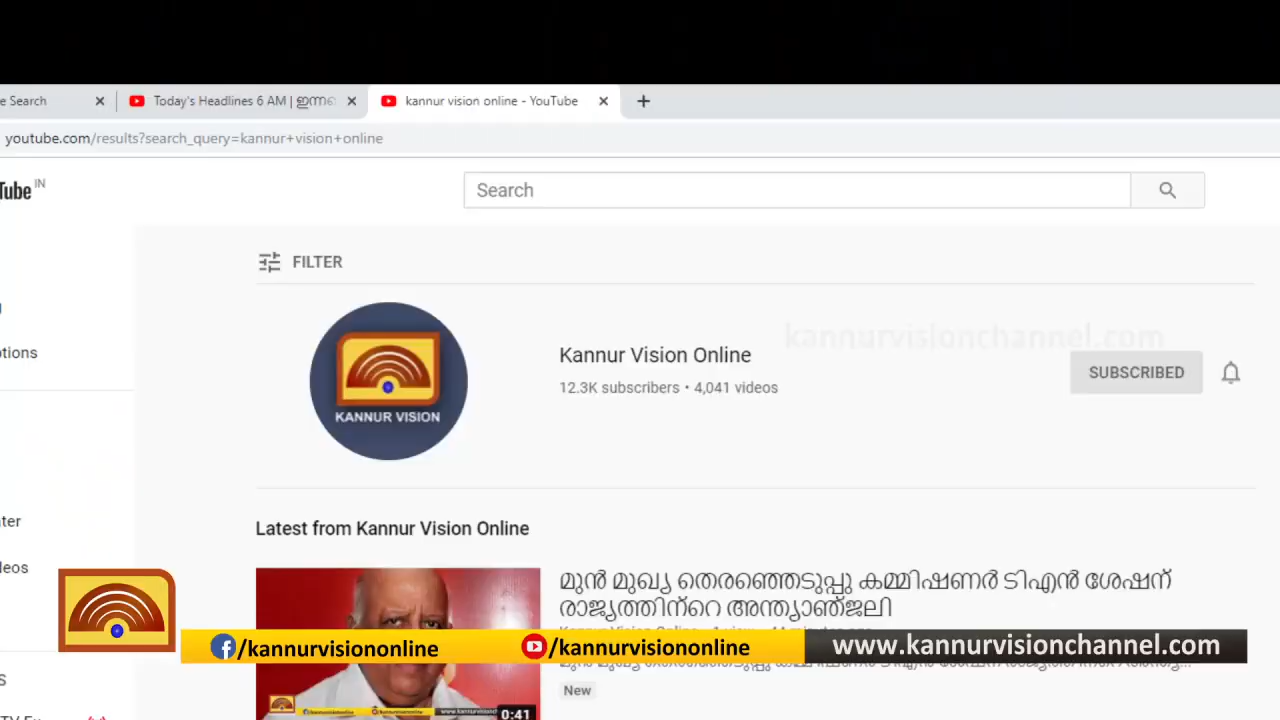 e Search
Today's Headlines 6 AM | ഇന്നത
kannur vision online - YouTube
youtube.com/results?search_query=kannur+vision+online
Tube IN
Search
FILTER
kannurvisionchannel.com
Kannur Vision Online
12.3K subscribers • 4,041 videos
SUBSCRIBED
KANNUR VISION
ptions
Latest from Kannur Vision Online
ter
eos
മുൻ മുഖ്യ തെരഞ്ഞെടുപ്പു കമ്മിഷണർ ടിഎൻ ശേഷന്
രാജ്യത്തിന്റെ അന്ത്യാഞ്ജലി
/kannurvisiononline
/kannurvisiononline
www.kannurvisionchannel.com
New
0:41